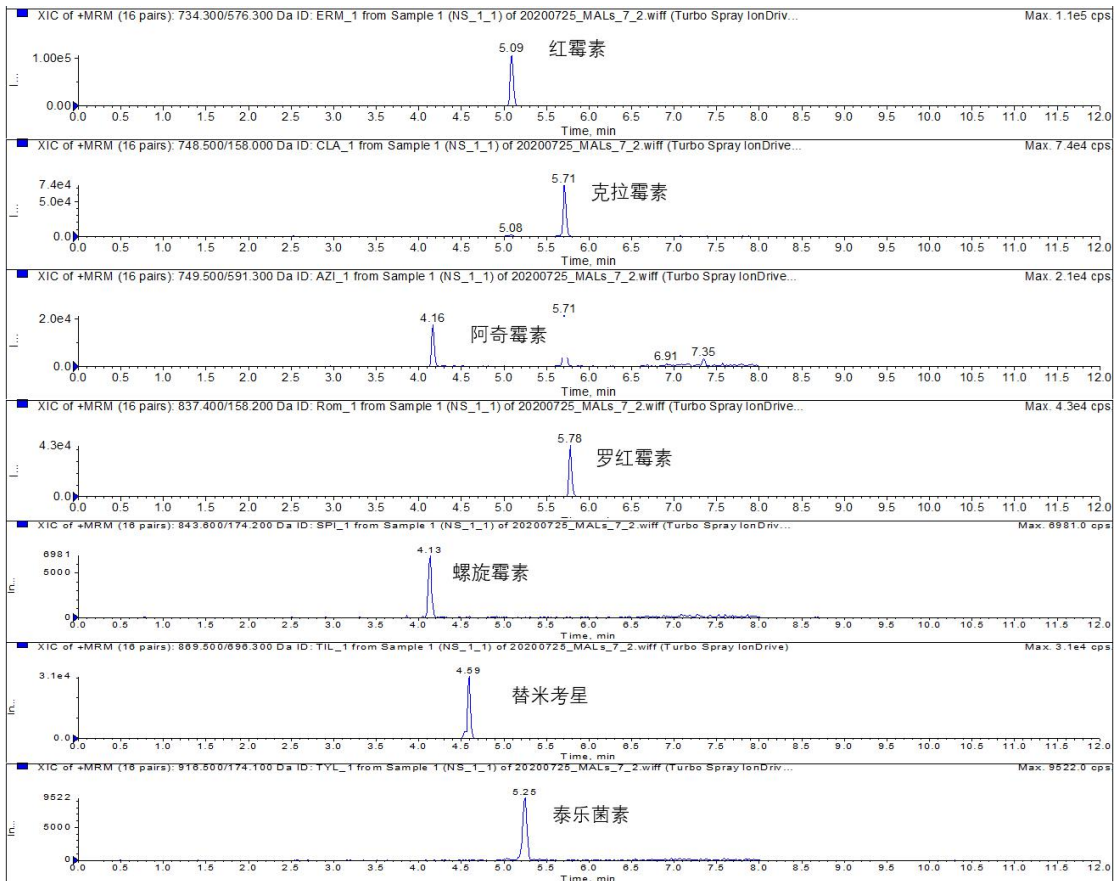 XIC of +MRM (16 pairs): 734.300/576.300 Da ID: ERM_1 from Sample 1 (NS_1_1) of 20200725_MALs_7_2.wiff (Turbo Spray IonDriv... Max. 1.1e5 cps
5.09 红霉素
1.00e5
I...
0.00
0.0 0.5 1.0 1.5 2.0 2.5 3.0 3.5 4.0 4.5 5.0 5.5 6.0 6.5 7.0 7.5 8.0 8.5 9.0 9.5 10.0 10.5 11.0 11.5 12.0
Time, min
XIC of +MRM (16 pairs): 748.500/158.000 Da ID: CLA_1 from Sample 1 (NS_1_1) of 20200725_MALs_7_2.wiff (Turbo Spray IonDrive... Max. 7.4e4 cps
5.71 克拉霉素
7.4e4
5.0e4
I...
5.08
0.0
0.0 0.5 1.0 1.5 2.0 2.5 3.0 3.5 4.0 4.5 5.0 5.5 6.0 6.5 7.0 7.5 8.0 8.5 9.0 9.5 10.0 10.5 11.0 11.5 12.0
Time, min
XIC of +MRM (16 pairs): 749.500/591.300 Da ID: AZI_1 from Sample 1 (NS_1_1) of 20200725_MALs_7_2.wiff (Turbo Spray IonDrive... Max. 2.1e4 cps
5.71
2.0e4 4.16 阿奇霉素
I...
6.91 7.35
0.0
0.0 0.5 1.0 1.5 2.0 2.5 3.0 3.5 4.0 4.5 5.0 5.5 6.0 6.5 7.0 7.5 8.0 8.5 9.0 9.5 10.0 10.5 11.0 11.5 12.0
Time, min
XIC of +MRM (16 pairs): 837.400/158.200 Da ID: Rom_1 from Sample 1 (NS_1_1) of 20200725_MALs_7_2.wiff (Turbo Spray IonDrive... Max. 4.3e4 cps
5.78 罗红霉素
4.3e4
I...
0.0
0.0 0.5 1.0 1.5 2.0 2.5 3.0 3.5 4.0 4.5 5.0 5.5 6.0 6.5 7.0 7.5 8.0 8.5 9.0 9.5 10.0 10.5 11.0 11.5 12.0
XIC of +MRM (16 pairs): 843.600/174.200 Da ID: SPI_1 from Sample 1 (NS_1_1) of 20200725_MALs_7_2.wiff (Turbo Spray IonDriv... Max. 6981.0 cps
4.13 螺旋霉素
6981
5000
In...
0
0.0 0.5 1.0 1.5 2.0 2.5 3.0 3.5 4.0 4.5 5.0 5.5 6.0 6.5 7.0 7.5 8.0 8.5 9.0 9.5 10.0 10.5 11.0 11.5 12.0
Time, min
XIC of +MRM (16 pairs): 869.500/696.300 Da ID: TIL_1 from Sample 1 (NS_1_1) of 20200725_MALs_7_2.wiff (Turbo Spray IonDrive) Max. 3.1e4 cps
4.59 替米考星
3.1e4
In...
0.0
0.0 0.5 1.0 1.5 2.0 2.5 3.0 3.5 4.0 4.5 5.0 5.5 6.0 6.5 7.0 7.5 8.0 8.5 9.0 9.5 10.0 10.5 11.0 11.5 12.0
Time, min
XIC of +MRM (16 pairs): 916.500/174.100 Da ID: TYL_1 from Sample 1 (NS_1_1) of 20200725_MALs_7_2.wiff (Turbo Spray IonDriv... Max. 9522.0 cps
5.25 泰乐菌素
9522
5000
In...
0
0.0 0.5 1.0 1.5 2.0 2.5 3.0 3.5 4.0 4.5 5.0 5.5 6.0 6.5 7.0 7.5 8.0 8.5 9.0 9.5 10.0 10.5 11.0 11.5 12.0
Time, min